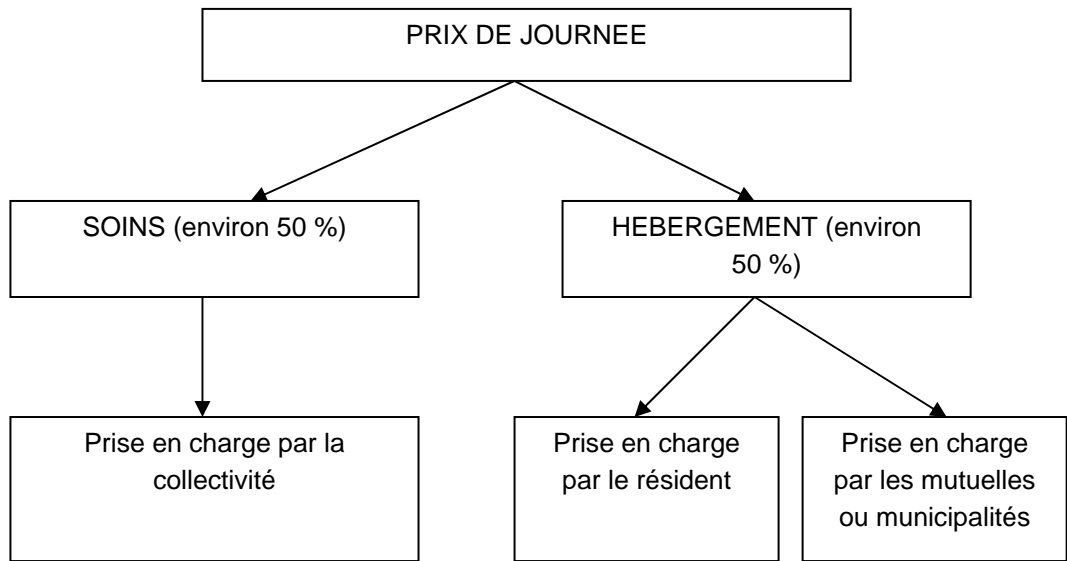 PRIX DE JOURNEE
SOINS (environ 50 %)
HEBERGEMENT (environ
50 %)
Prise en charge par la
collectivité
Prise en charge
par le résident
Prise en charge
par les mutuelles
ou municipalités